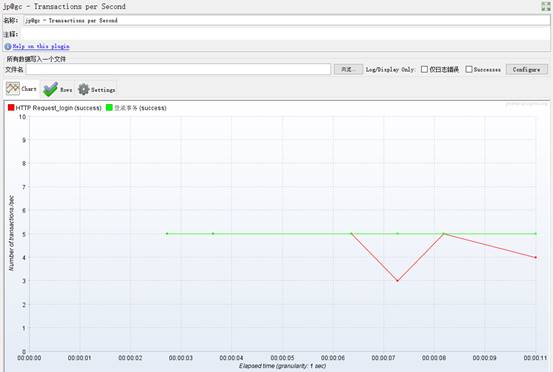 jp@gc - Transactions per Second
名称： jp@gc - Transactions per Second
注释：
Help on this plugin
所有数据写入一个文件
文件名 浏览... Log/Display Only: 仅日志错误 Successes Configure
Chart Rows Settings
HTTP Request_login (success) 登录事务 (success)
10
9
8
7
6
5
4
3
2
1
0
Number of transactions /sec
00:00:00 00:00:01 00:00:02 00:00:03 00:00:04 00:00:05 00:00:06 00:00:07 00:00:08 00:00:09 00:00:10 00:00:11
Elapsed time (granularity: 1 sec)